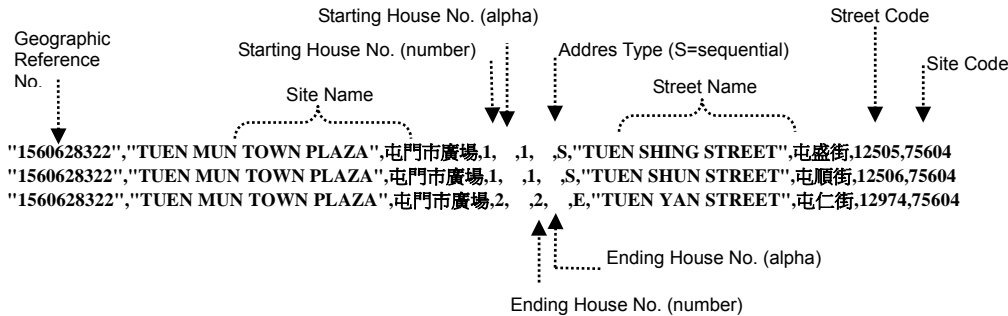 Starting House No. (alpha)
Street Code
Geographic
Reference
No.
Starting House No. (number)
Addres Type (S=sequential)
Site Code
Site Name
Street Name
"1560628322","TUEN MUN TOWN PLAZA",屯門市廣場,1, ,1, ,S,"TUEN SHING STREET",屯盛街,12505,75604
"1560628322","TUEN MUN TOWN PLAZA",屯門市廣場,1, ,1, ,S,"TUEN SHUN STREET",屯順街,12506,75604
"1560628322","TUEN MUN TOWN PLAZA",屯門市廣場,2, ,2, ,E,"TUEN YAN STREET",屯仁街,12974,75604
Ending House No. (alpha)
Ending House No. (number)